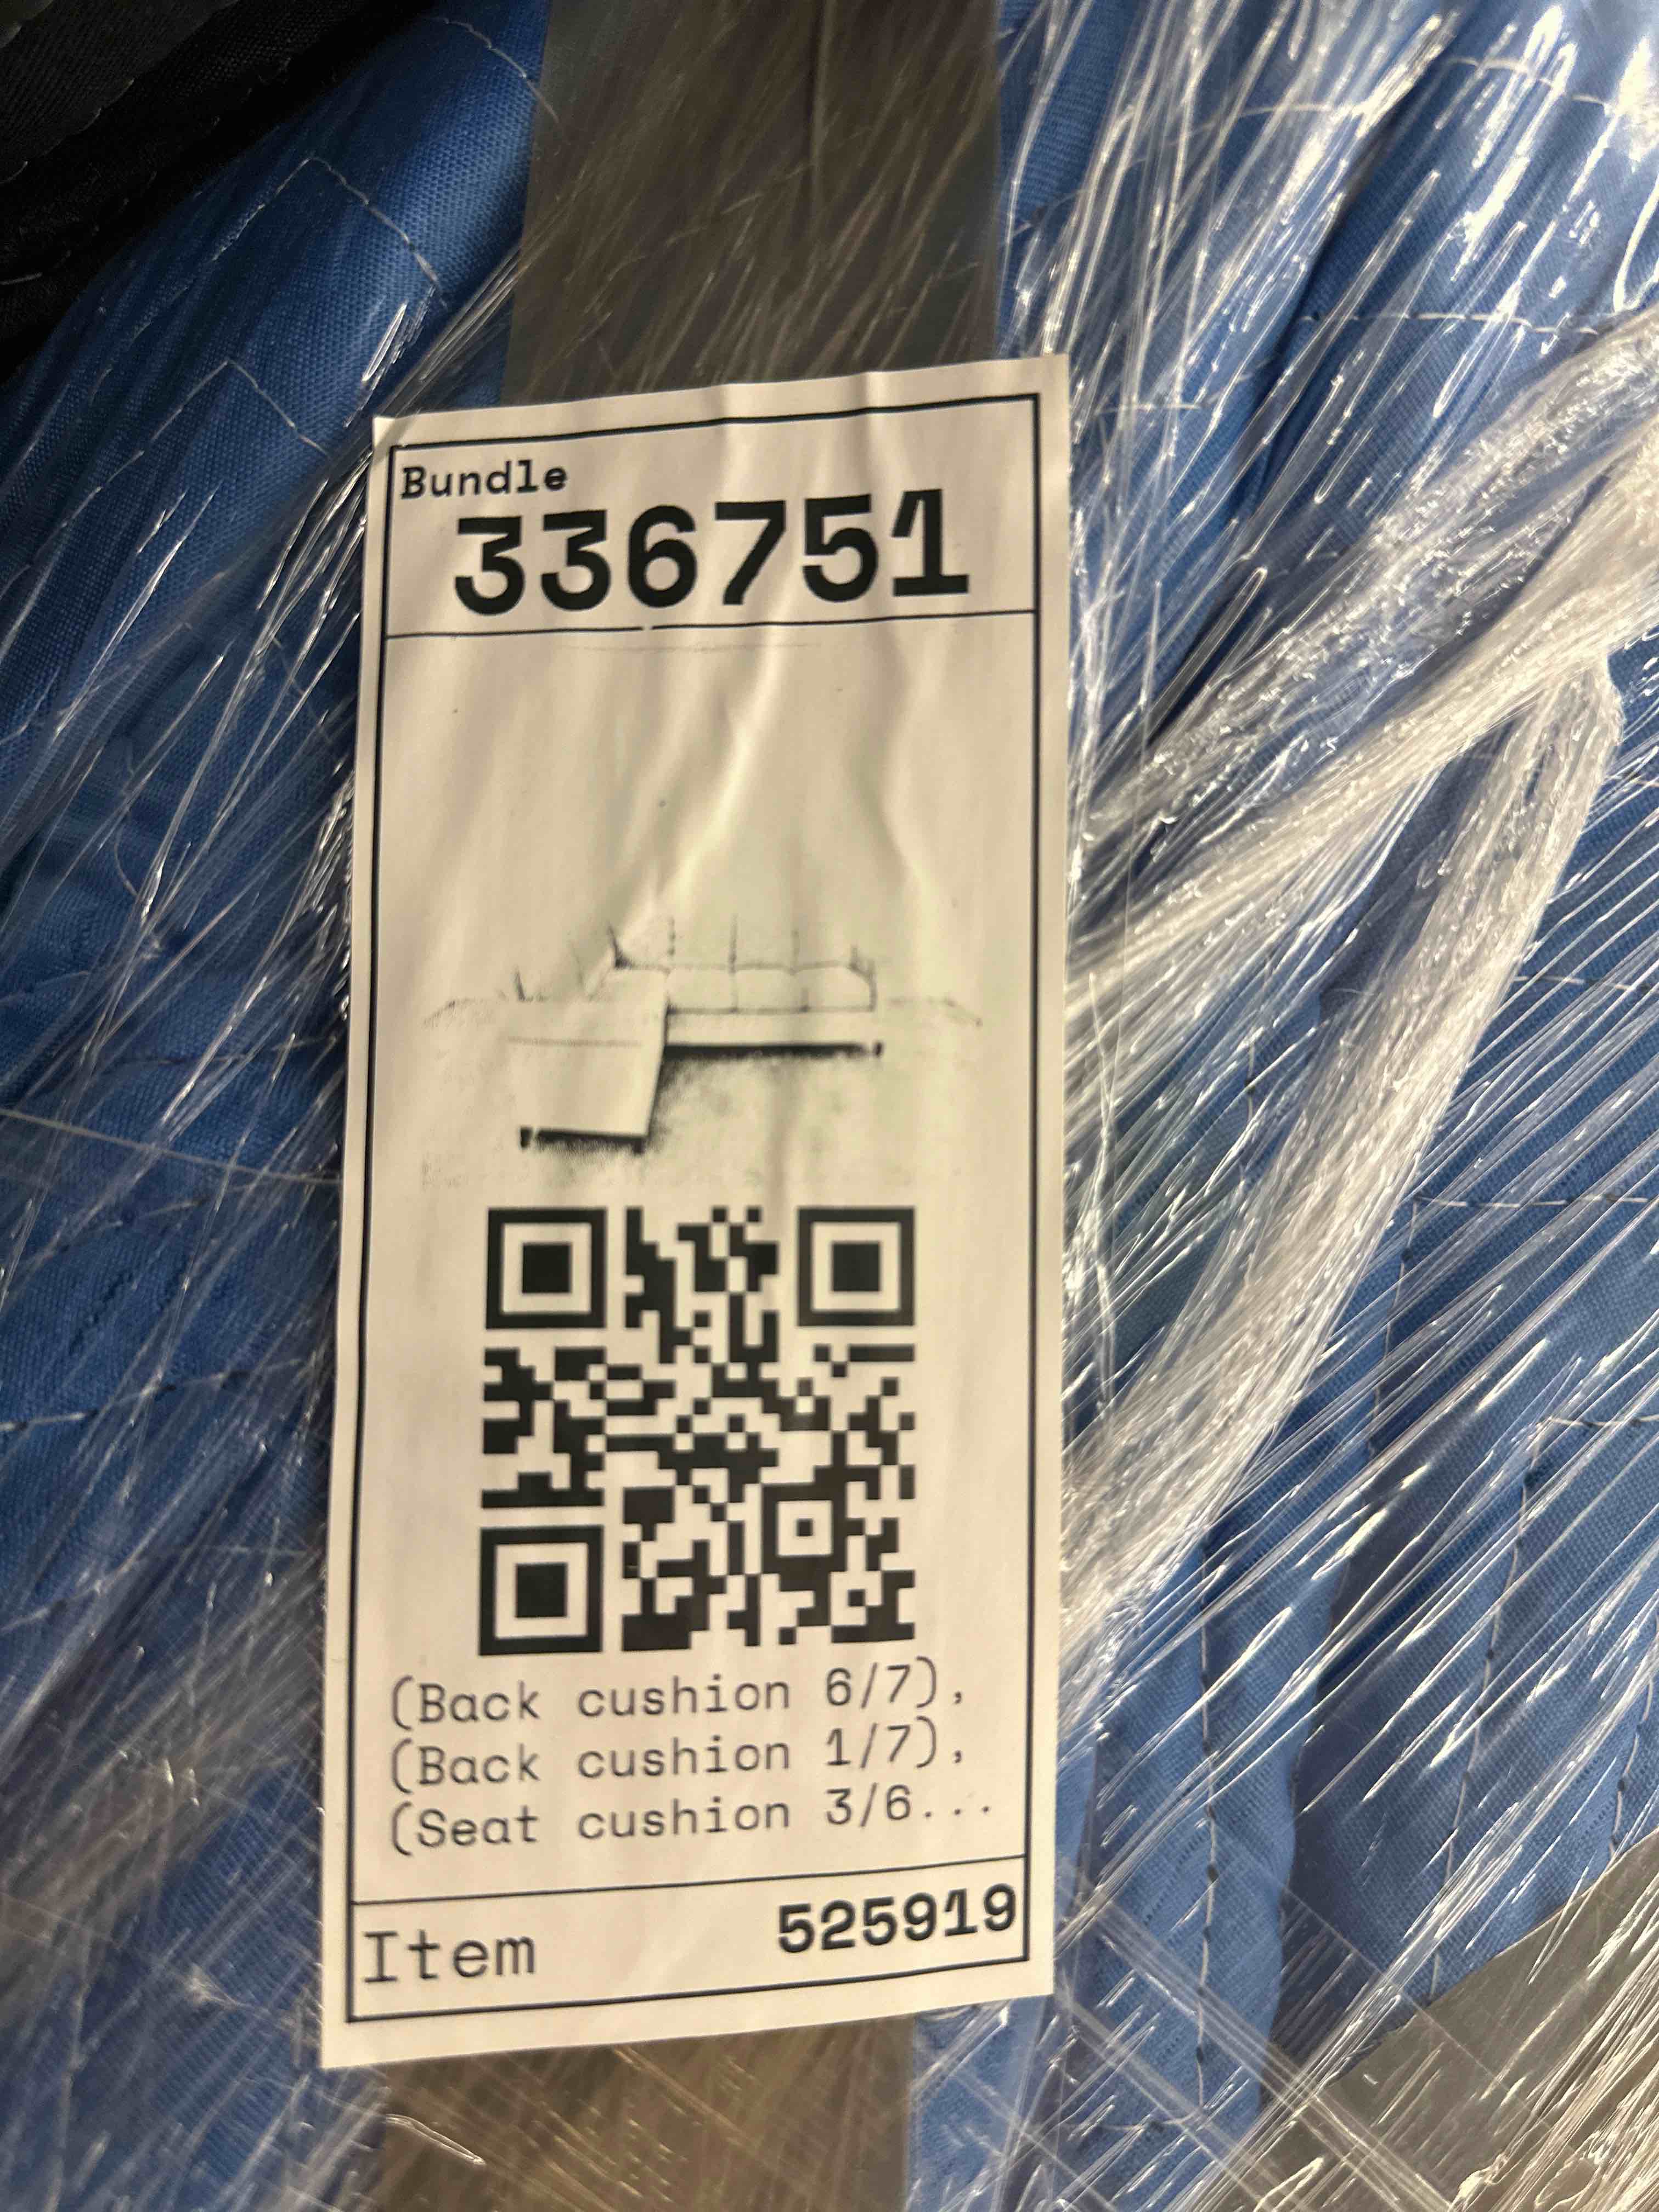 Bundle
336751
(Back cushion 6/7),
(Back cushion 1/7),
(Seat cushion 3/6...
Item 525919